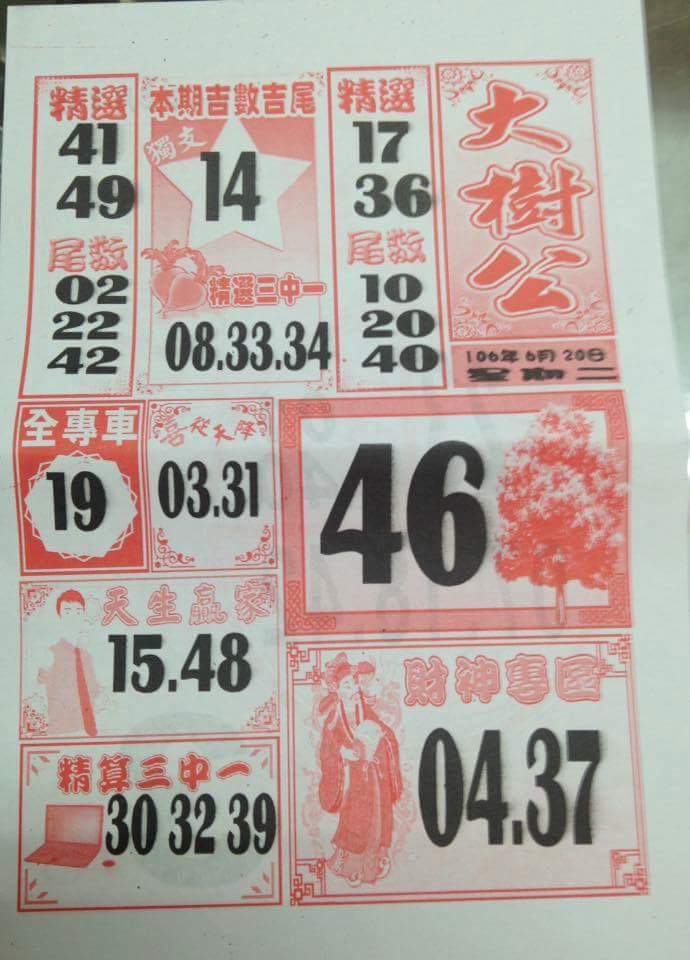 精選
41
49
尾数
02
22
42
本期吉數吉尾
獨支
14
精選三中一
08.33.34
精選
17
36
尾数
10
20
40
大樹公
106年6月20日
星期二
全專車
19
喜從天降
03.31
46
天生贏家
15.48
精算三中一
30 32 39
財神專區
04.37